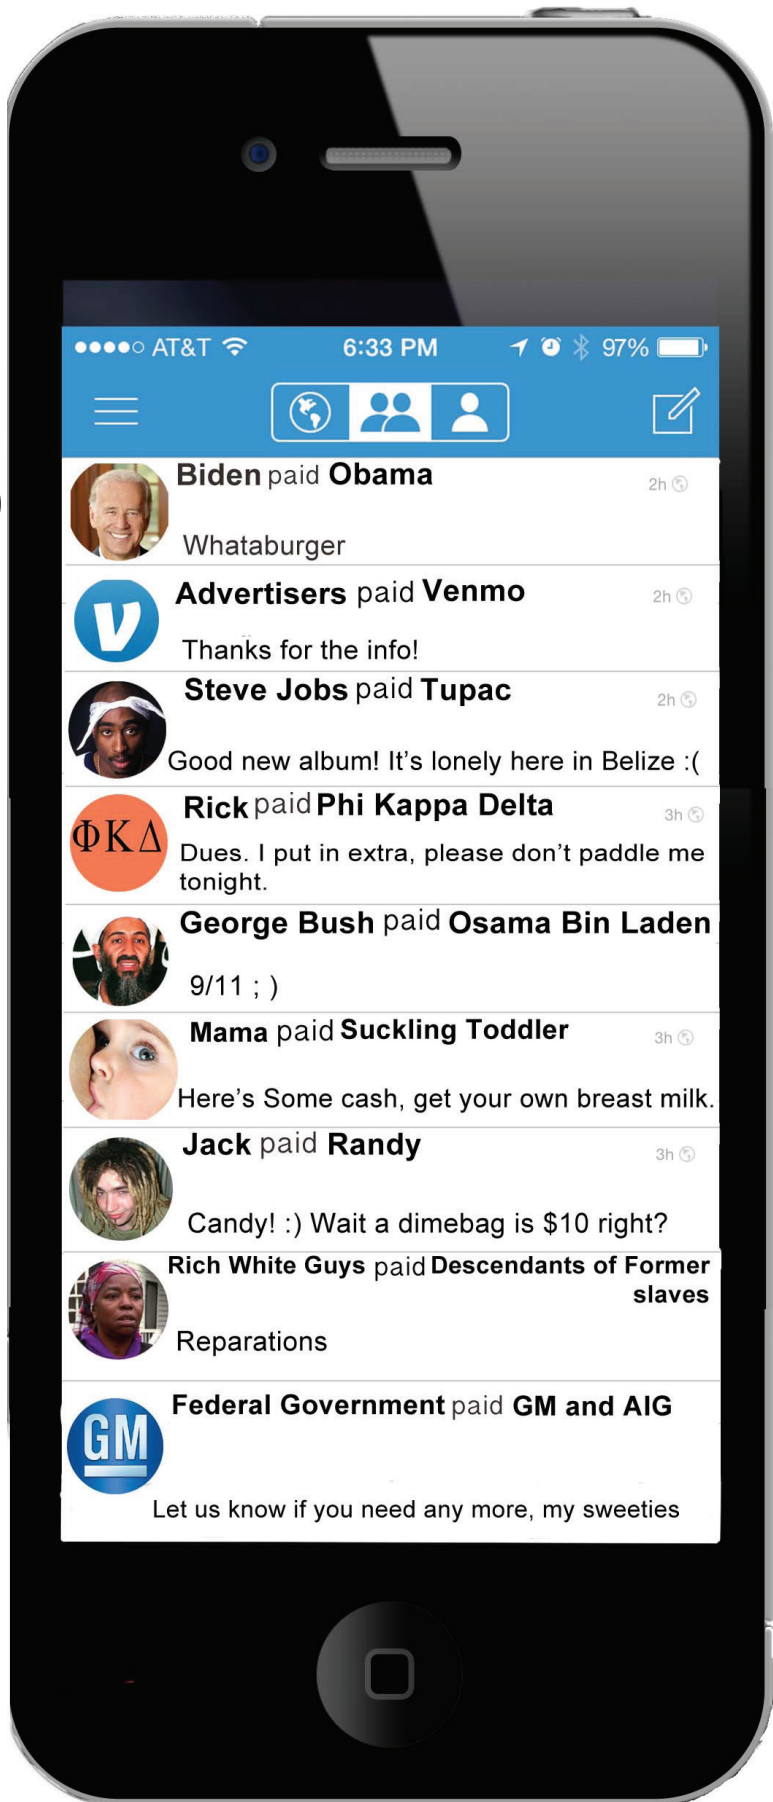 AT&T 6:33 PM 97%
Biden paid Obama 2h
Whataburger
Advertisers paid Venmo 2h
Thanks for the info!
Steve Jobs paid Tupac 2h
Good new album! It's lonely here in Belize :(
Rick paid Phi Kappa Delta 3h
ΦΚΔ
Dues. I put in extra, please don't paddle me
tonight.
George Bush paid Osama Bin Laden
9/11 ; )
Mama paid Suckling Toddler 3h
Here's Some cash, get your own breast milk.
Jack paid Randy 3h
Candy! :) Wait a dimebag is $10 right?
Rich White Guys paid Descendants of Former
slaves
Reparations
Federal Government paid GM and AIG
GM
Let us know if you need any more, my sweeties